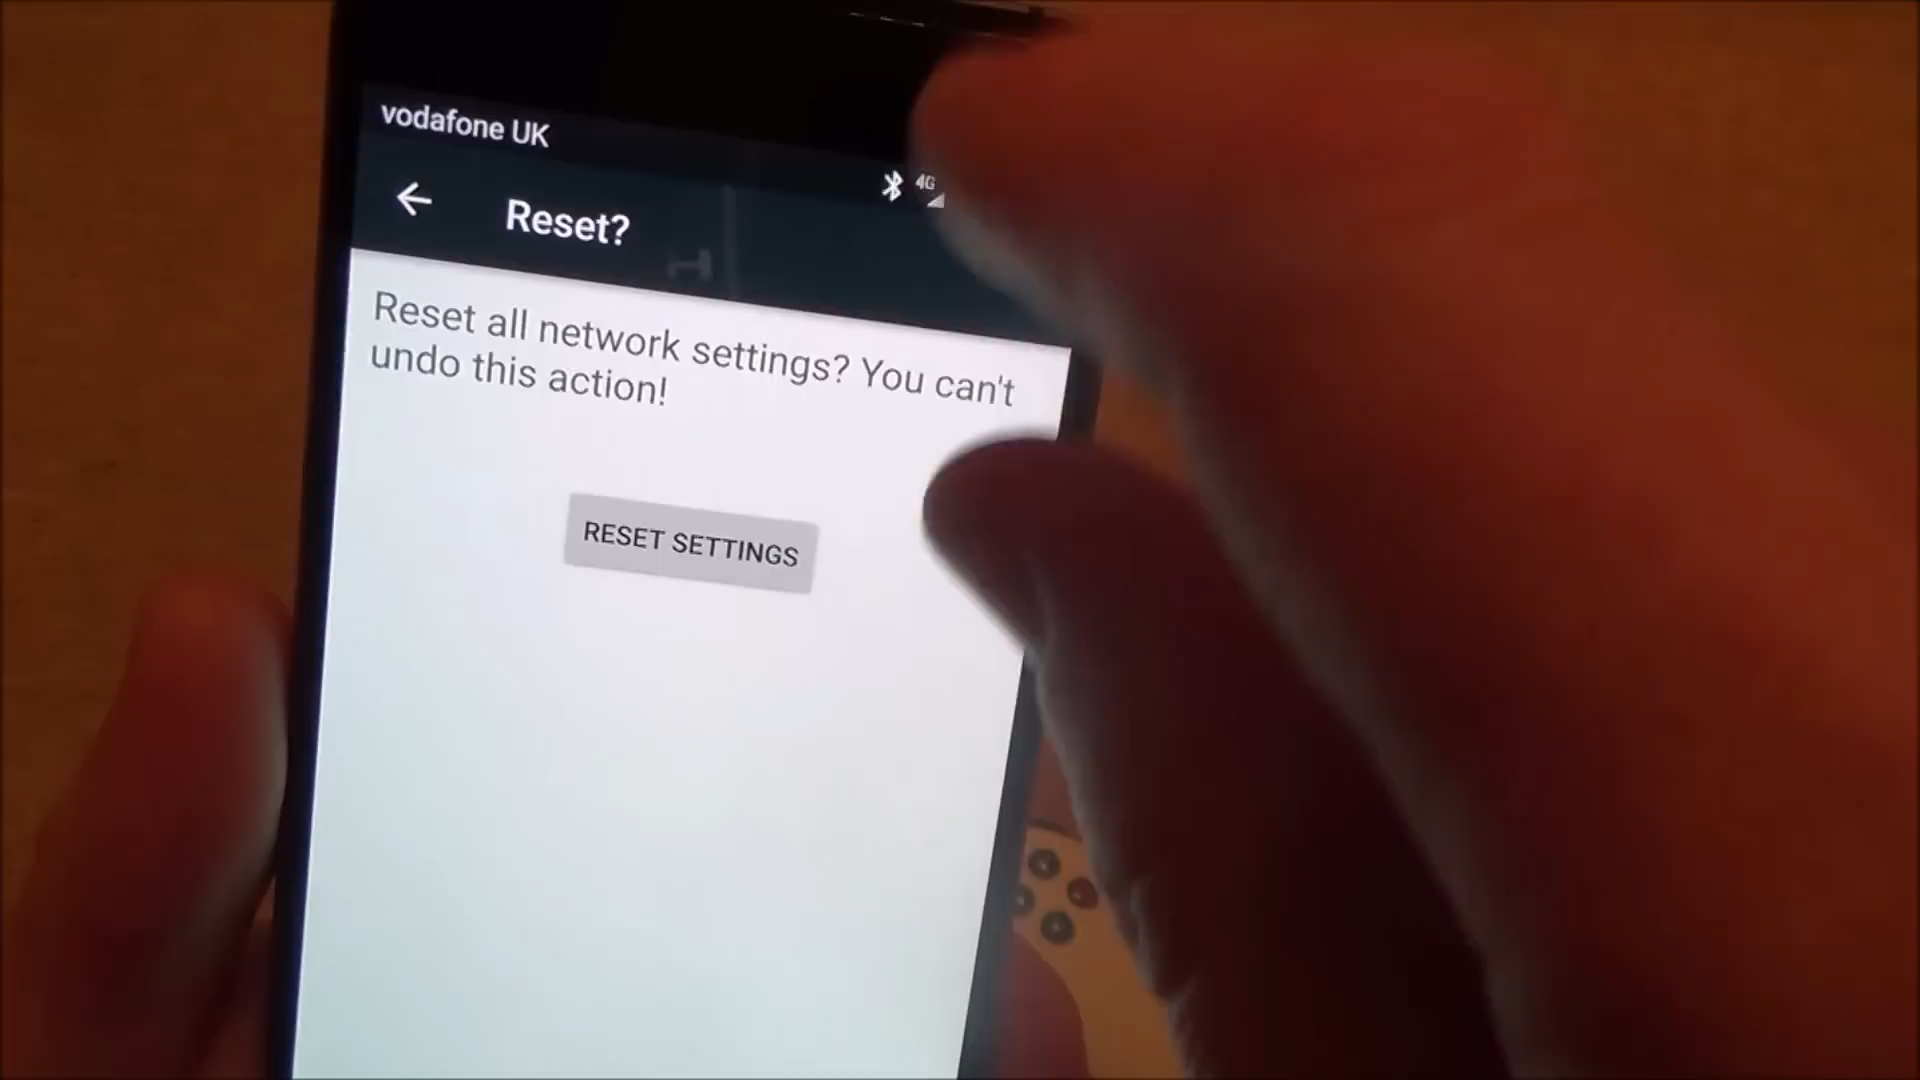 vodafone UK
4G
Reset?
Reset all network settings? You can't
undo this action!
RESET SETTINGS